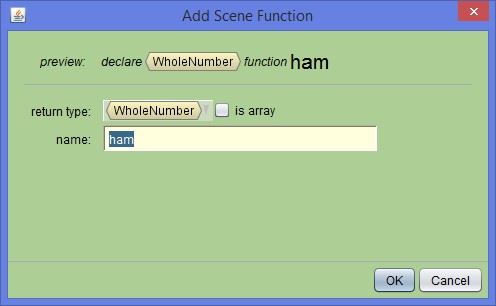 Add Scene Function
preview: declare WholeNumber function ham
return type: WholeNumber is array
name: ham
OK Cancel